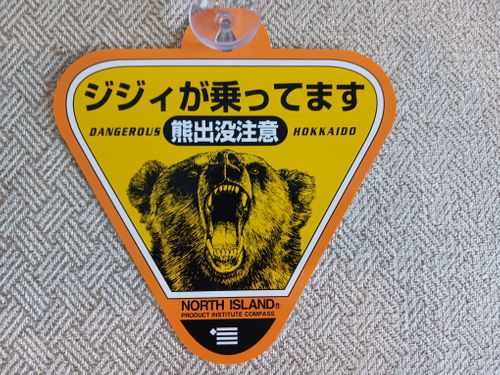 ジジィが乗ってます
DANGEROUS 熊出没注意 HOKKAIDO
NORTH ISLAND®
PRODUCT INSTITUTE COMPASS